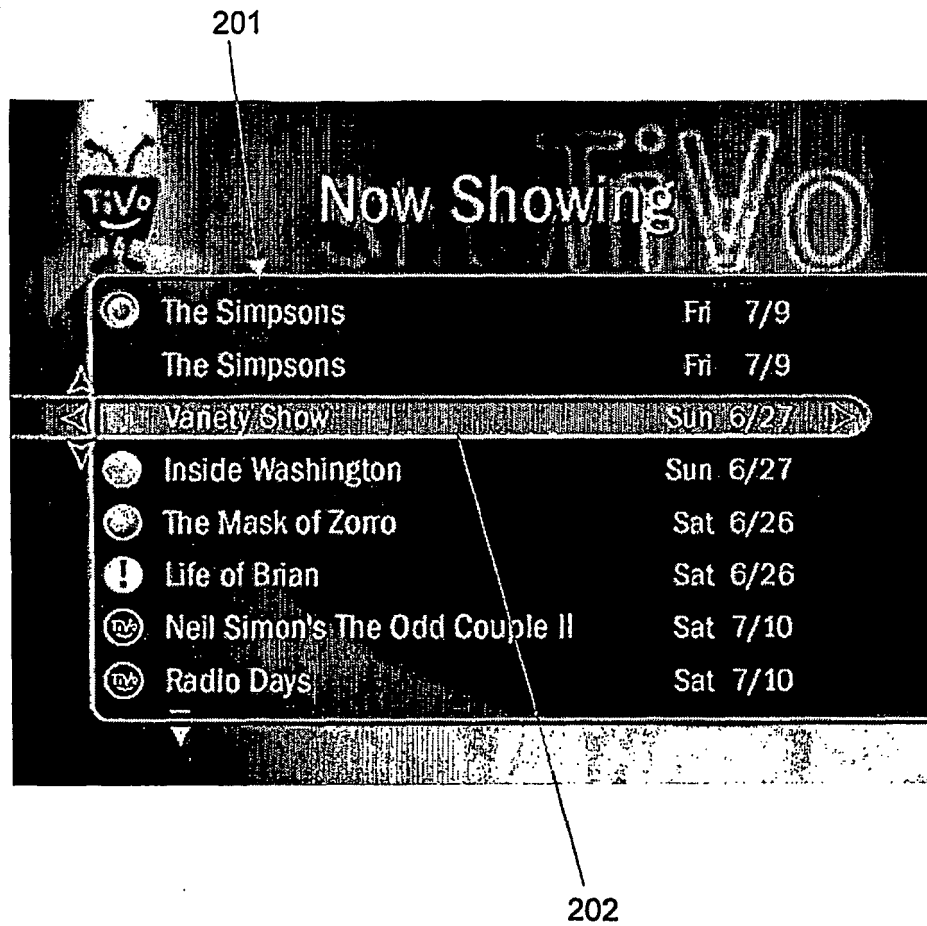 201
TiVo
TiVo
Now Showing
The Simpsons Fri 7/9
The Simpsons Fri 7/9
Variety Show Sun 6/27
Inside Washington Sun 6/27
The Mask of Zorro Sat 6/26
! Life of Brian Sat 6/26
TiVo Neil Simon's The Odd Couple II Sat 7/10
TiVo Radio Days Sat 7/10
202